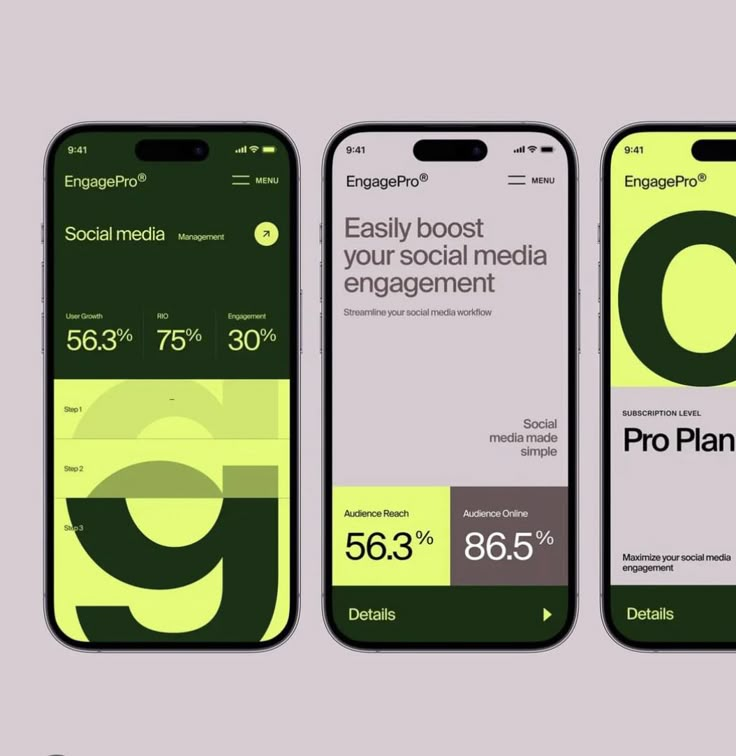 9:41
EngagePro®
MENU
Social media
Management
User Growth
RIO
Engagement
56.3%
75%
30%
Step 1
Step 2
Step 3
g
9:41
EngagePro®
MENU
Easily boost
your social media
engagement
Streamline your social media workflow
Social
media made
simple
Audience Reach
Audience Online
56.3%
86.5%
Details
9:41
EngagePro®
SUBSCRIPTION LEVEL
Pro Plan
Maximize your social media
engagement
Details